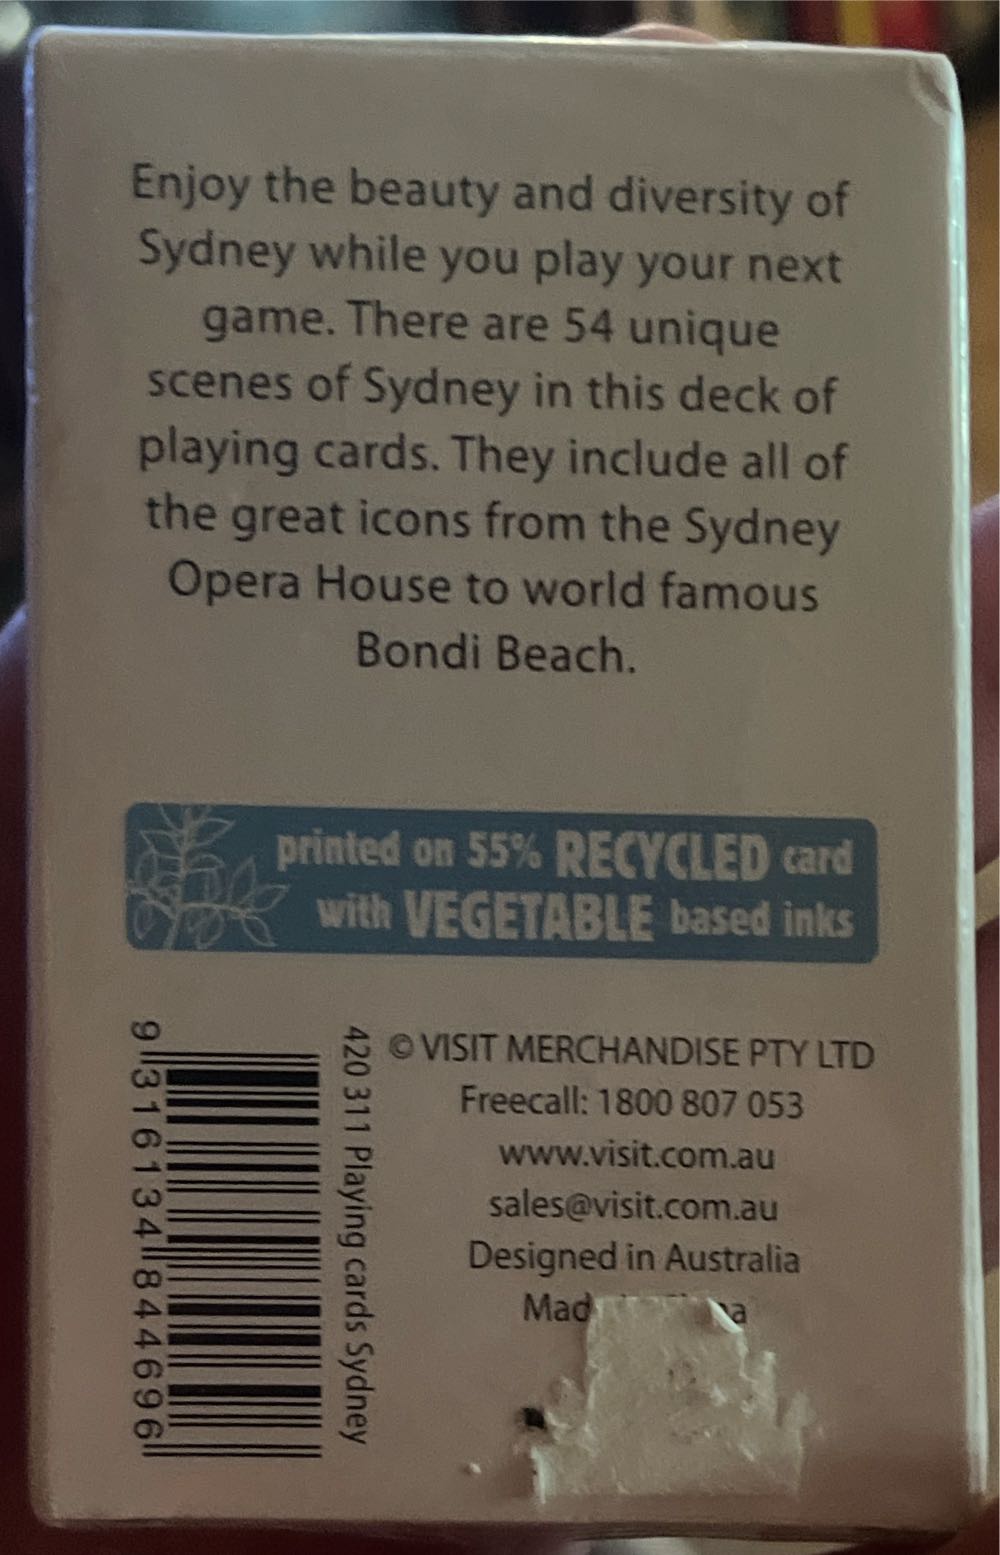 Enjoy the beauty and diversity of
Sydney while you play your next
game. There are 54 unique
scenes of Sydney in this deck of
playing cards. They include all of
the great icons from the Sydney
Opera House to world famous
Bondi Beach.
printed on 55% RECYCLED card
with VEGETABLE based inks
9 316134 844696
420 311 Playing cards Sydney
© VISIT MERCHANDISE PTY LTD
Freecall: 1800 807 053
www.visit.com.au
sales@visit.com.au
Designed in Australia